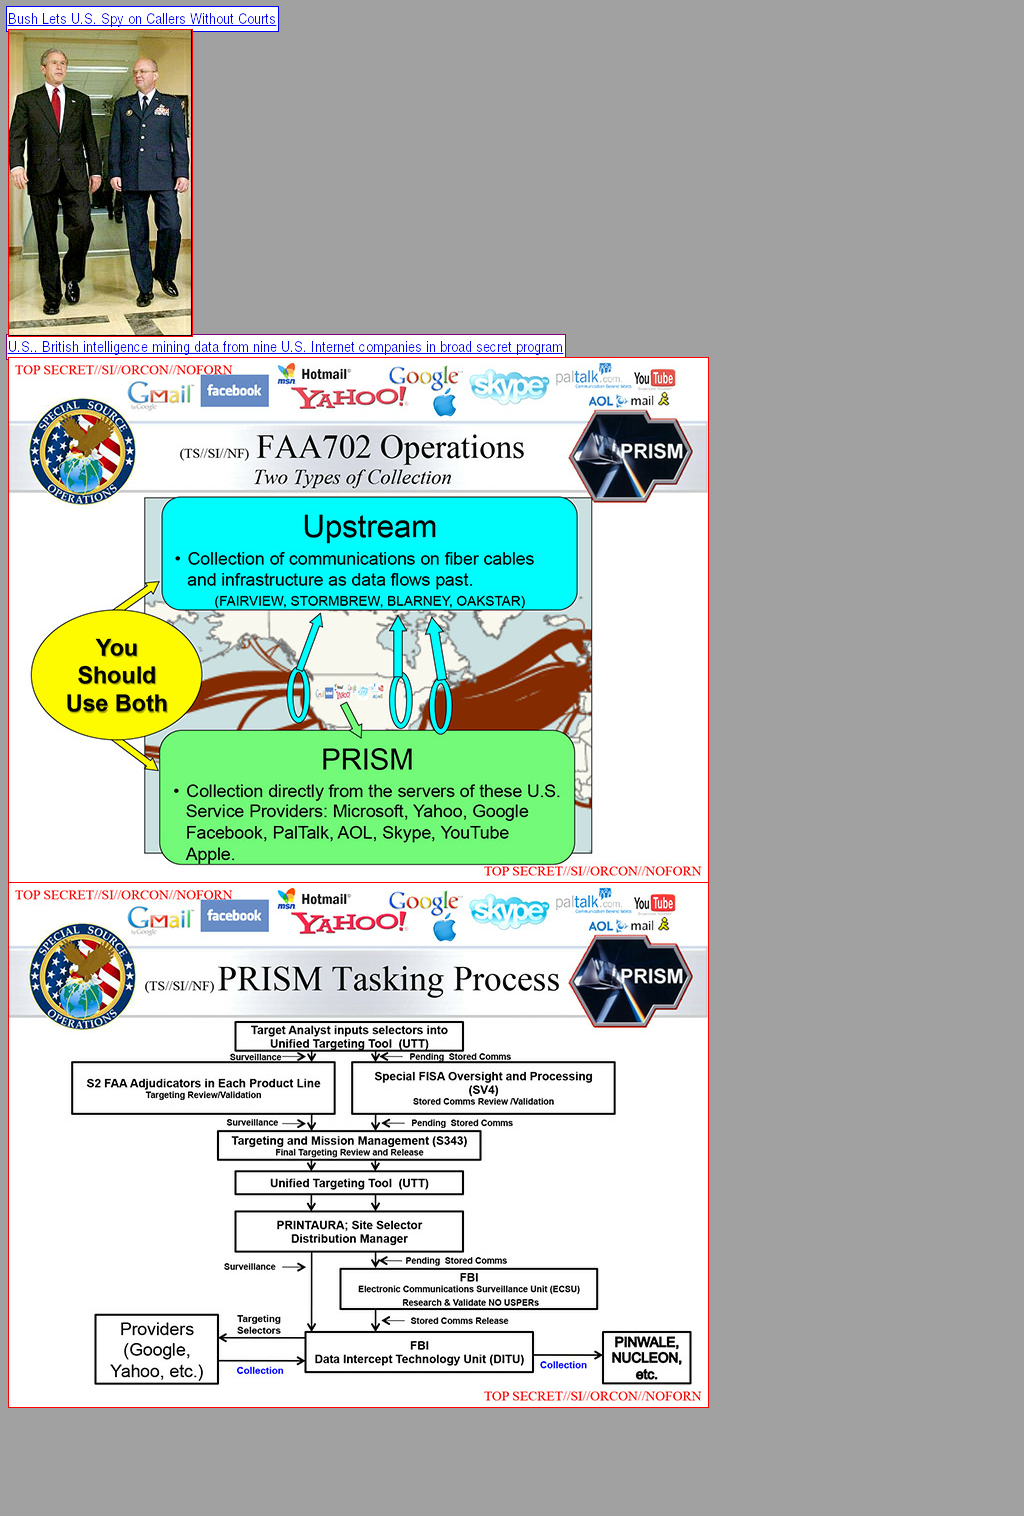 Bush Lets U.S. Spy on Callers Without Courts
U.S., British intelligence mining data from nine U.S. Internet companies in broad secret program
TOP SECRET//SI//ORCON//NOFORN
Gmail
by Google
facebook
msn
Hotmail
YAHOO!
Google
skype
paltalk.com
Communication Beyond Words
YouTube
AOL mail
SPECIAL SOURCE
OPERATIONS
(TS//SI//NF) FAA702 Operations
Two Types of Collection
PRISM
Upstream
• Collection of communications on fiber cables
and infrastructure as data flows past.
(FAIRVIEW, STORMBREW, BLARNEY, OAKSTAR)
You
Should
Use Both
PRISM
• Collection directly from the servers of these U.S.
Service Providers: Microsoft, Yahoo, Google
Facebook, PalTalk, AOL, Skype, YouTube
Apple.
TOP SECRET//SI//ORCON//NOFORN
TOP SECRET//SI//ORCON//NOFORN
Gmail
by Google
facebook
msn
Hotmail
YAHOO!
Google
skype
paltalk.com
Communication Beyond Words
YouTube
AOL mail
SPECIAL SOURCE
OPERATIONS
(TS//SI//NF) PRISM Tasking Process
PRISM
Target Analyst inputs selectors into
Unified Targeting Tool (UTT)
Surveillance
Pending Stored Comms
S2 FAA Adjudicators in Each Product Line
Targeting Review/Validation
Special FISA Oversight and Processing
(SV4)
Stored Comms Review /Validation
Surveillance
Pending Stored Comms
Targeting and Mission Management (S343)
Final Targeting Review and Release
Unified Targeting Tool (UTT)
PRINTAURA; Site Selector
Distribution Manager
Surveillance
Pending Stored Comms
FBI
Electronic Communications Surveillance Unit (ECSU)
Research & Validate NO USPERs
Stored Comms Release
Providers
(Google,
Yahoo, etc.)
Targeting
Selectors
Collection
FBI
Data Intercept Technology Unit (DITU)
Collection
PINWALE,
NUCLEON,
etc.
TOP SECRET//SI//ORCON//NOFORN